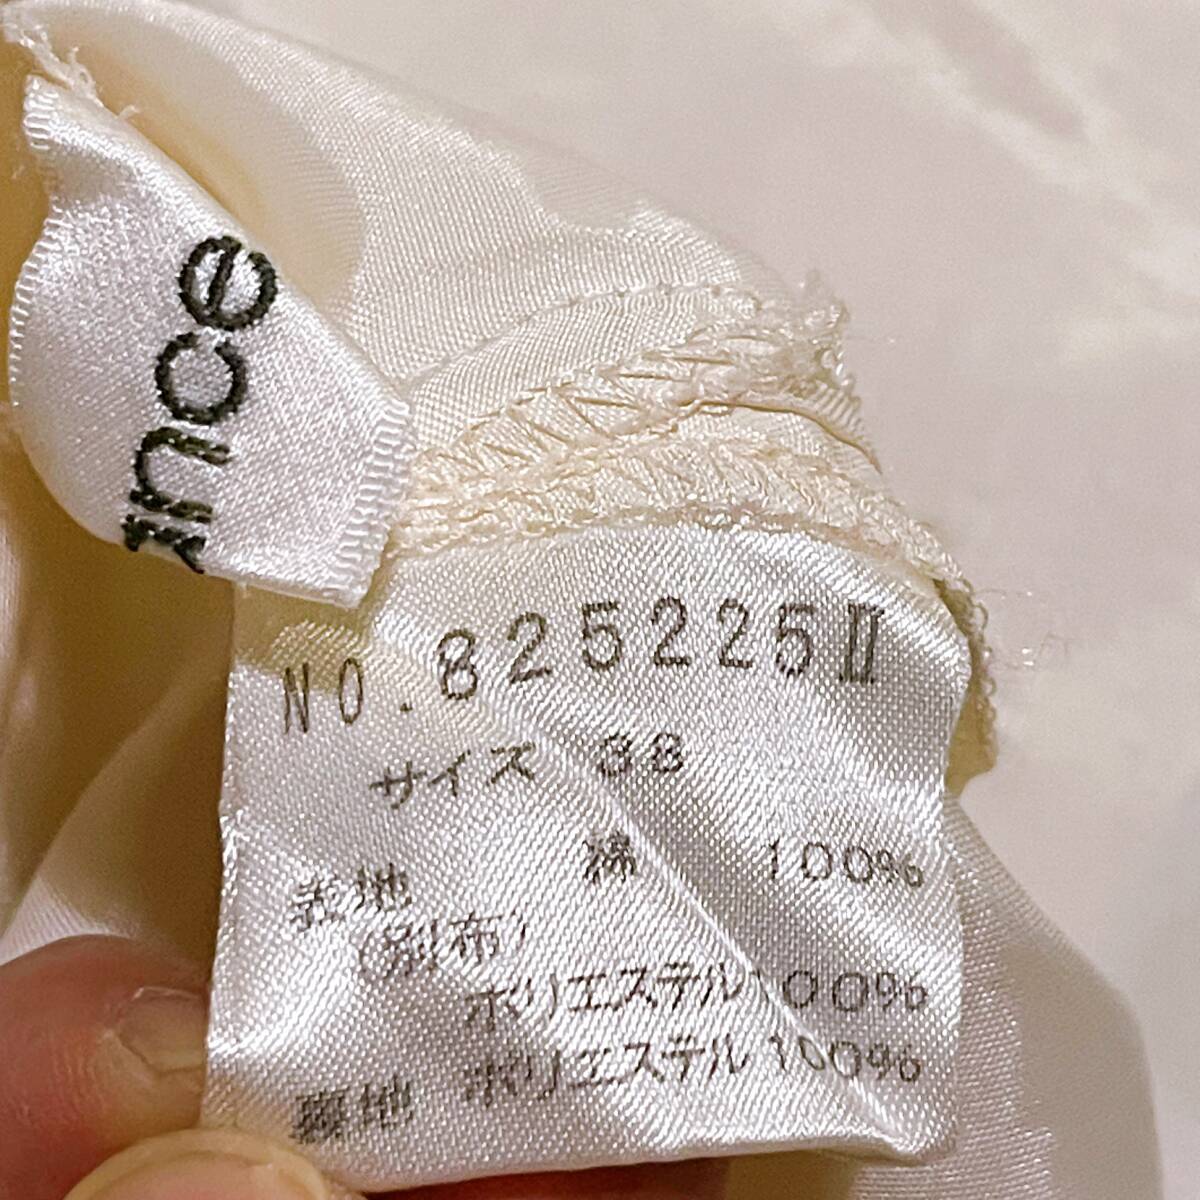 nce
NO.825225Ⅱ
サイズ 38
表地 綿 100%
(別布)
ポリエステル100%
裏地 ポリエステル100%